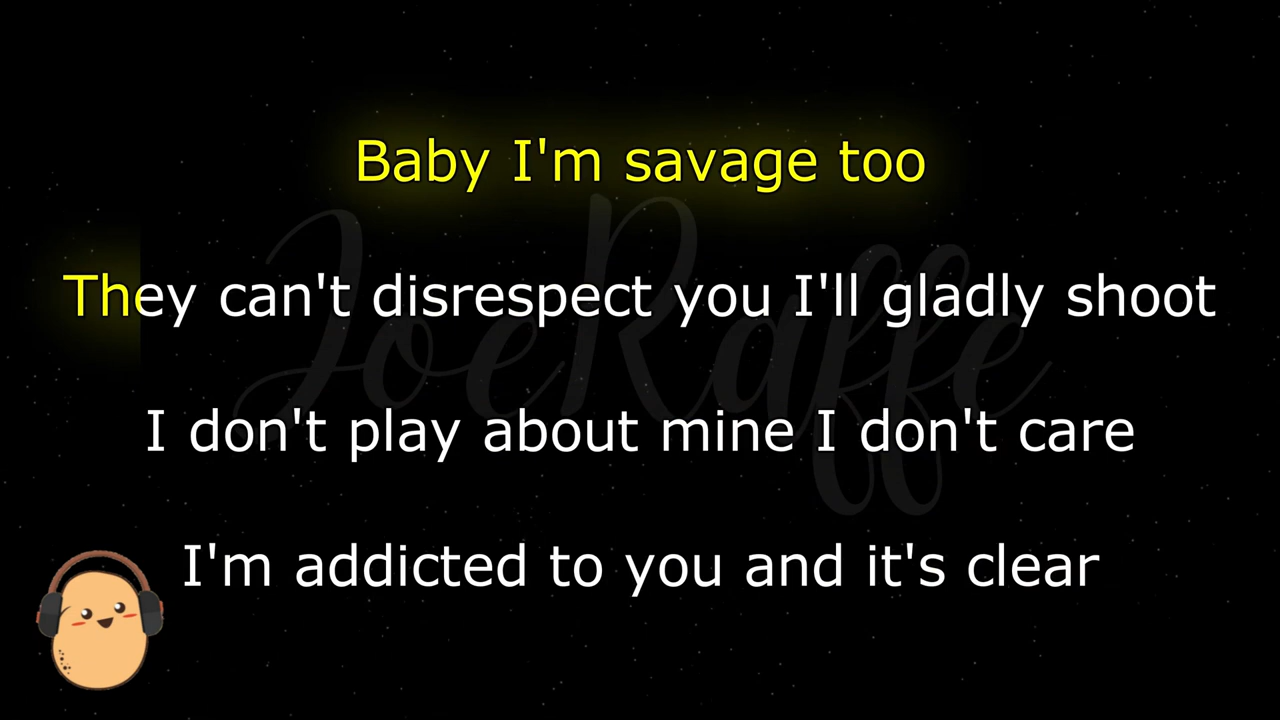 Baby I'm savage too
They can't disrespect you I'll gladly shoot
JoeRaffe
I don't play about mine I don't care
I'm addicted to you and it's clear